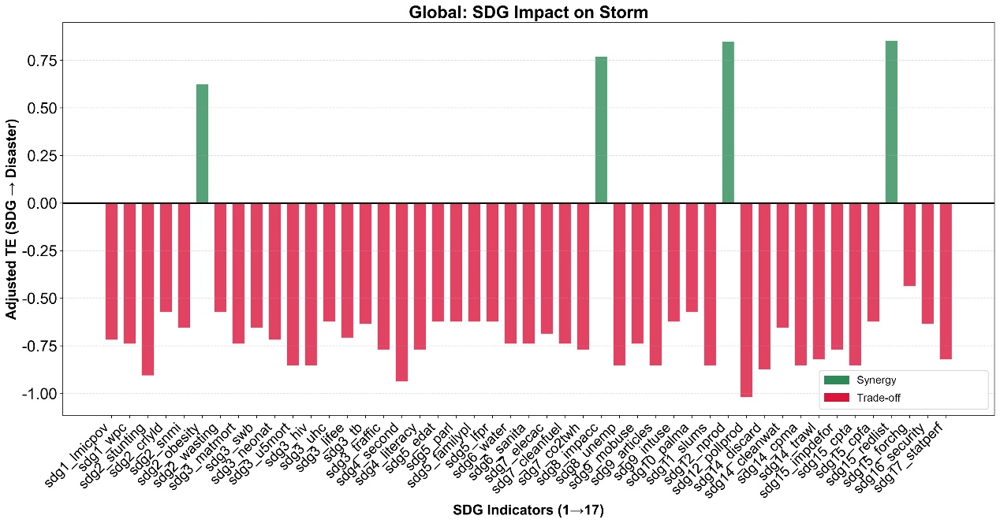 Global: SDG Impact on Storm
Adjusted TE (SDG → Disaster)
0.75
0.50
0.25
0.00
-0.25
-0.50
-0.75
-1.00
Synergy
Trade-off
sdg1_lmicpov
sdg1_wpc
sdg2_stunting
sdg2_crlyld
sdg2_snmi
sdg2_obesity
sdg2_wasting
sdg3_matmort
sdg3_swb
sdg3_neonat
sdg3_u5mort
sdg3_hiv
sdg3_uhc
sdg3_lifee
sdg3_tb
sdg3_traffic
sdg4_second
sdg4_literacy
sdg5_edat
sdg5_parl
sdg5_familypl
sdg5_lfpr
sdg6_water
sdg6_sanita
sdg7_elecac
sdg7_cleanfuel
sdg7_co2twh
sdg8_impacc
sdg8_unemp
sdg9_mobuse
sdg9_articles
sdg9_intuse
sdg10_palma
sdg11_slums
sdg12_nprod
sdg12_pollprod
sdg14_discard
sdg14_cleanwat
sdg14_cpma
sdg14_trawl
sdg15_impdefor
sdg15_cpta
sdg15_cpfa
sdg15_redlist
sdg15_forchg
sdg16_security
sdg17_statperf
SDG Indicators (1→17)